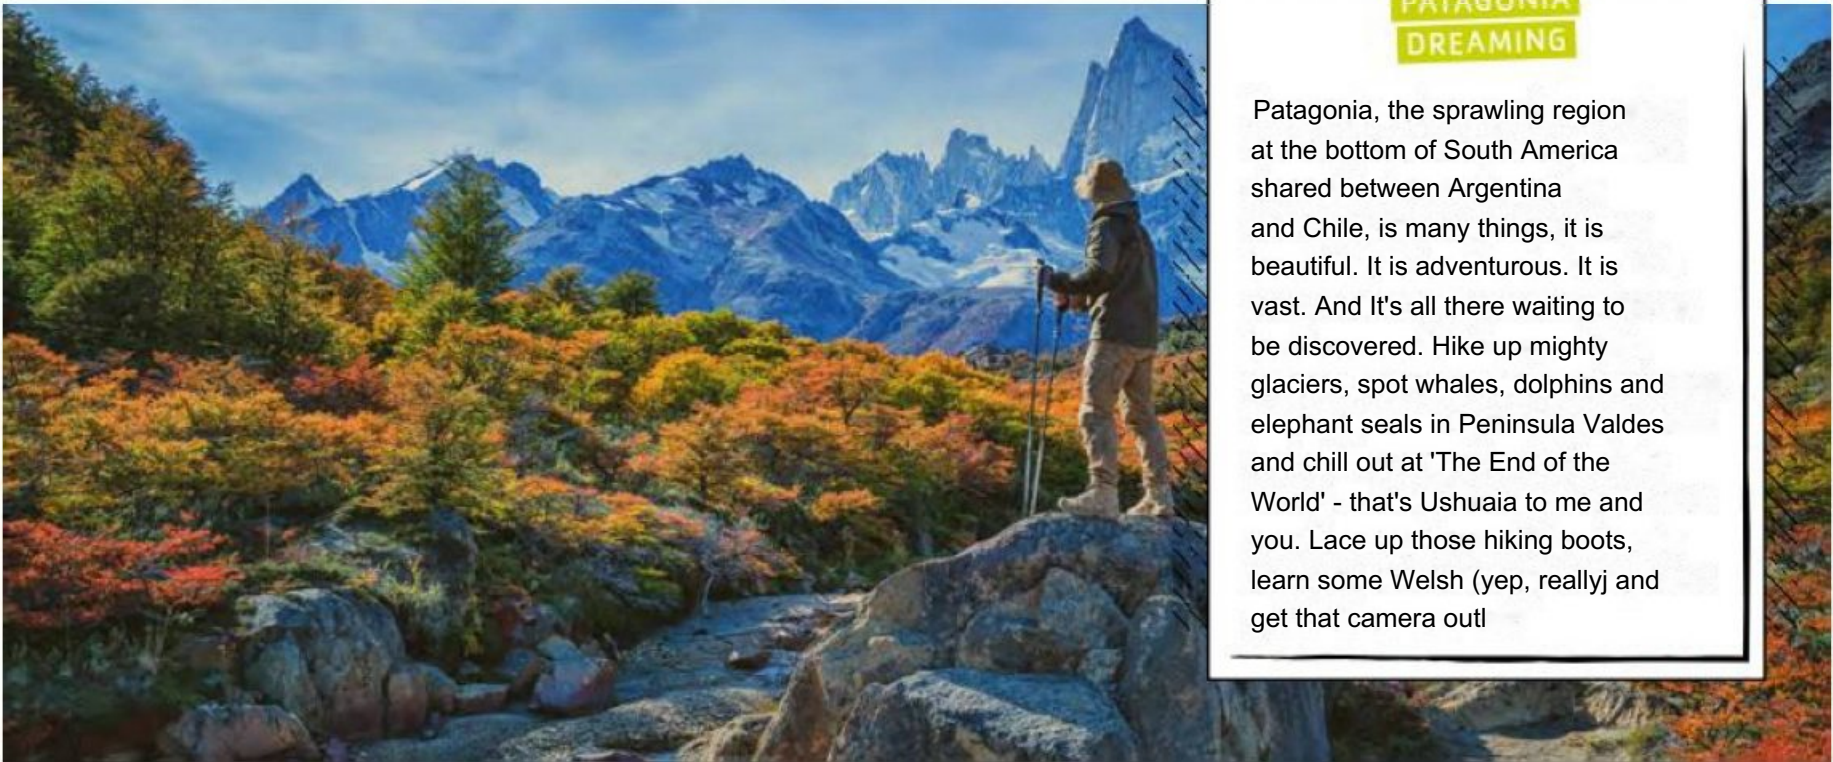 PATAGONIA
DREAMING
Patagonia, the sprawling region
at the bottom of South America
shared between Argentina
and Chile, is many things, it is
beautiful. It is adventurous. It is
vast. And It's all there waiting to
be discovered. Hike up mighty
glaciers, spot whales, dolphins and
elephant seals in Peninsula Valdes
and chill out at 'The End of the
World' - that's Ushuaia to me and
you. Lace up those hiking boots,
learn some Welsh (yep, reallyj and
get that camera outl